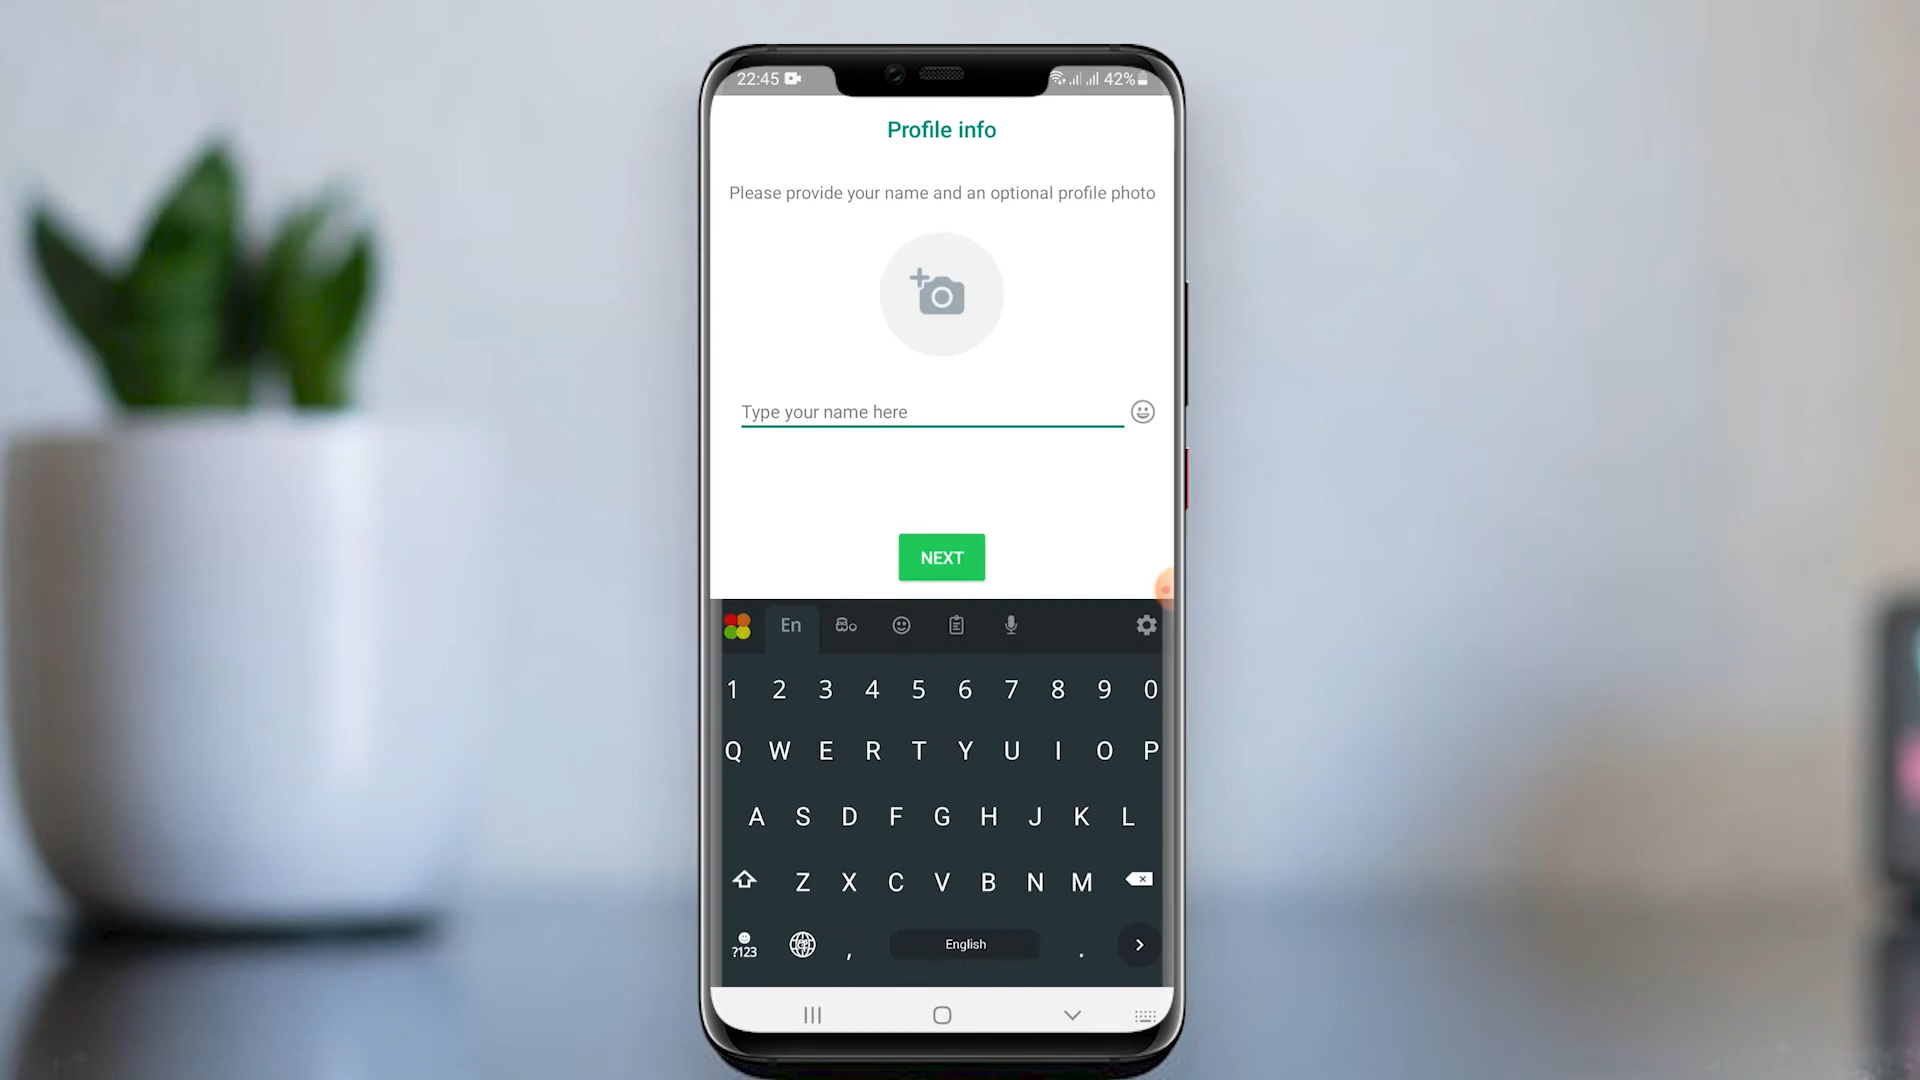 22:45 42%
Profile info
Please provide your name and an optional profile photo
Type your name here
NEXT
En
1 2 3 4 5 6 7 8 9 0
Q W E R T Y U I O P
A S D F G H J K L
Z X C V B N M
?123 , English .